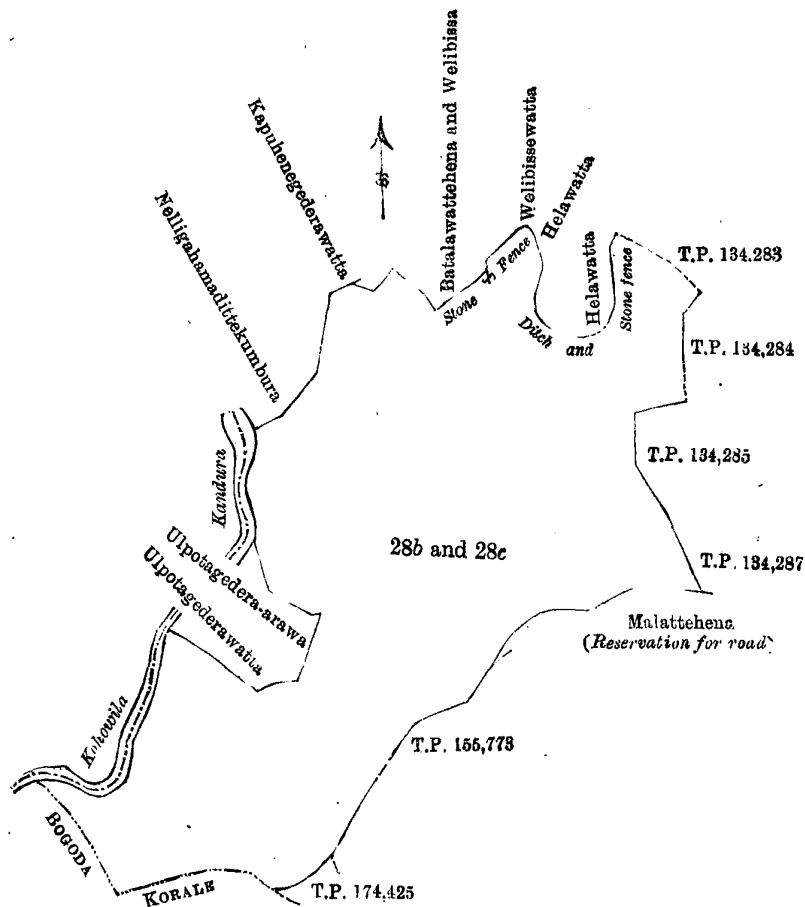 Nelligahamadittekumbura
Kapuhenegederawatta
Batalawattehena and Welibissa
Welibissewatta
Helawatta
Stone & Fence
Ditch and
Helawatta
Stone fence
T.P. 134.283
T.P. 134,284
T.P. 134,285
T.P. 134,287
Kandura
28b and 28c
Ulpotagedera-arawa
Ulpotagederawatta
Malattehena
(Reservation for road)
Kohowila
T.P. 155,773
BOGODA
KORALE
T.P. 174,425